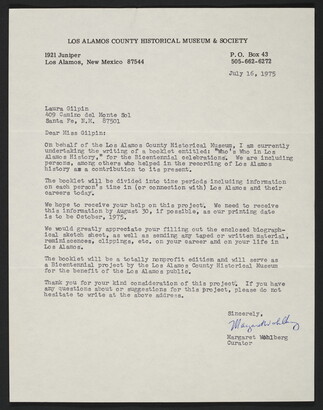 LOS ALAMOS COUNTY HISTORICAL MUSEUM & SOCIETY
1921 Juniper
Los Alamos, New Mexico 87544
P. O. Box 43
505-662-6272
July 16, 1975
Laura Gilpin
409 Camino del Monte Sol
Santa Fe, N.M. 87501
Dear Miss Gilpin:
On behalf of the Los Alamos County Historical Museum, I am currently
undertaking the writing of a booklet entitled: "Who's Who in Los
Alamos History," for the Bicentennial celebrations. We are including
persons, among others who helped in the recording of Los Alamos
history as a contribution to its present.
The booklet will be divided into time periods including information
on each person's time in (or connection with) Los Alamos and their
careers today.
We hope to receive your help on this project. We need to receive
this information by August 30, if possible, as our printing date
is to be October, 1975.
We would greatly appreciate your filling out the enclosed biograph-
ical sketch sheet, as well as sending any taped or written material,
reminiscences, clippings, etc. on your career and on your life in
Los Alamos.
The booklet will be a totally nonprofit edition and will serve as
a Bicentennial project by the Los Alamos County Historical Museum
for the benefit of the Los Alamos public.
Thank you for your kind consideration of this project. If you have
any questions about or suggestions for this project, please do not
hesitate to write at the above address.
Sincerely,
Margaret Wohlberg
Margaret Wohlberg
Curator